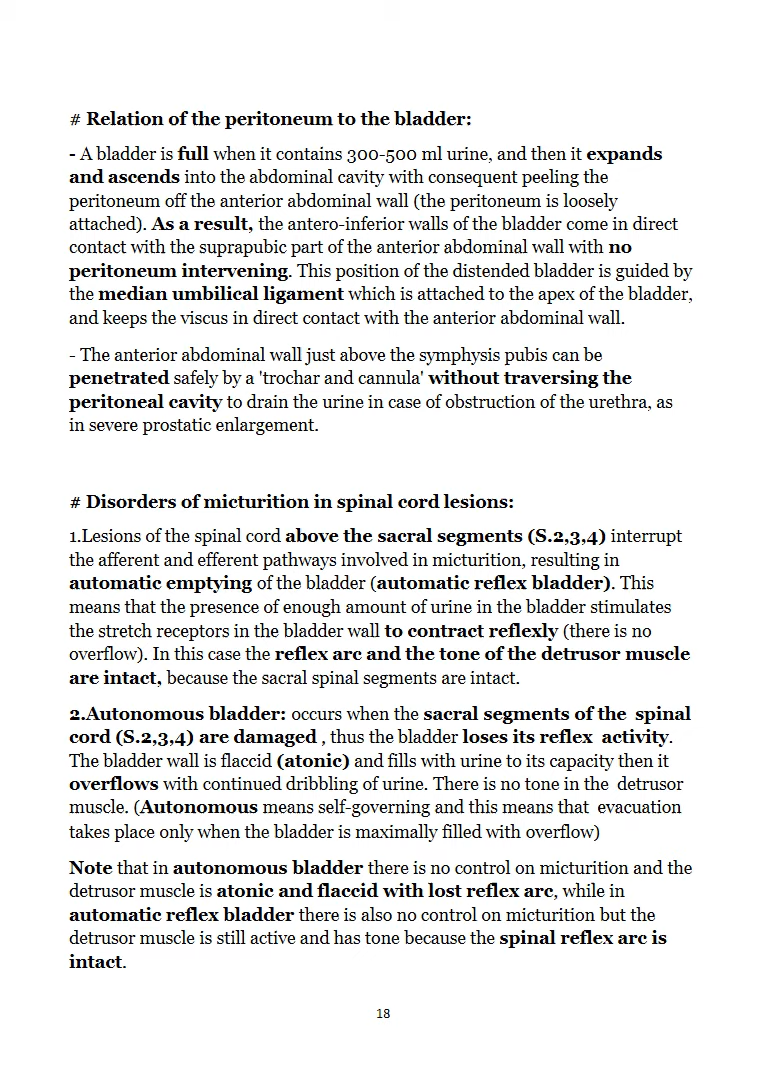 # Relation of the peritoneum to the bladder:
- A bladder is full when it contains 300-500 ml urine, and then it expands
and ascends into the abdominal cavity with consequent peeling the
peritoneum off the anterior abdominal wall (the peritoneum is loosely
attached). As a result, the antero-inferior walls of the bladder come in direct
contact with the suprapubic part of the anterior abdominal wall with no
peritoneum intervening. This position of the distended bladder is guided by
the median umbilical ligament which is attached to the apex of the bladder,
and keeps the viscus in direct contact with the anterior abdominal wall.
- The anterior abdominal wall just above the symphysis pubis can be
penetrated safely by a 'trochar and cannula' without traversing the
peritoneal cavity to drain the urine in case of obstruction of the urethra, as
in severe prostatic enlargement.
# Disorders of micturition in spinal cord lesions:
1.Lesions of the spinal cord above the sacral segments (S.2,3,4) interrupt
the afferent and efferent pathways involved in micturition, resulting in
automatic emptying of the bladder (automatic reflex bladder). This
means that the presence of enough amount of urine in the bladder stimulates
the stretch receptors in the bladder wall to contract reflexly (there is no
overflow). In this case the reflex arc and the tone of the detrusor muscle
are intact, because the sacral spinal segments are intact.
2.Autonomous bladder: occurs when the sacral segments of the spinal
cord (S.2,3,4) are damaged , thus the bladder loses its reflex activity.
The bladder wall is flaccid (atonic) and fills with urine to its capacity then it
overflows with continued dribbling of urine. There is no tone in the detrusor
muscle. (Autonomous means self-governing and this means that evacuation
takes place only when the bladder is maximally filled with overflow)
Note that in autonomous bladder there is no control on micturition and the
detrusor muscle is atonic and flaccid with lost reflex arc, while in
automatic reflex bladder there is also no control on micturition but the
detrusor muscle is still active and has tone because the spinal reflex arc is
intact.
18